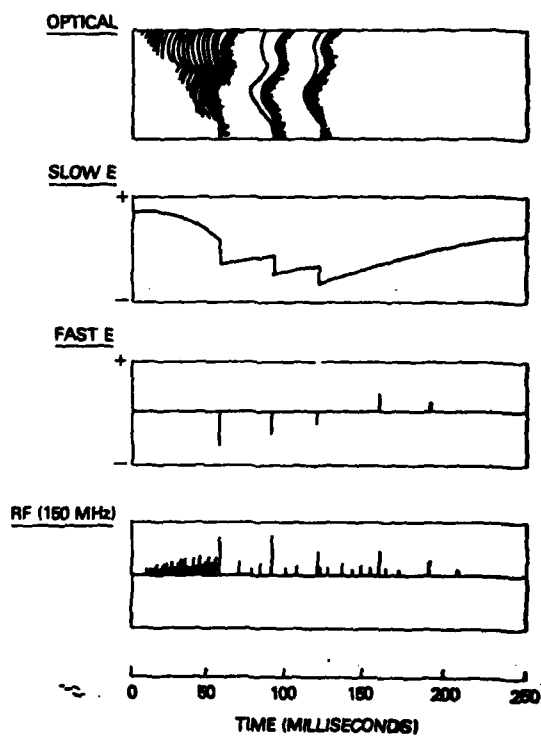 OPTICAL
SLOW E
+
−
FAST E
+
−
RF (150 MHz)
0 50 100 150 200 250
TIME (MILLISECONDS)